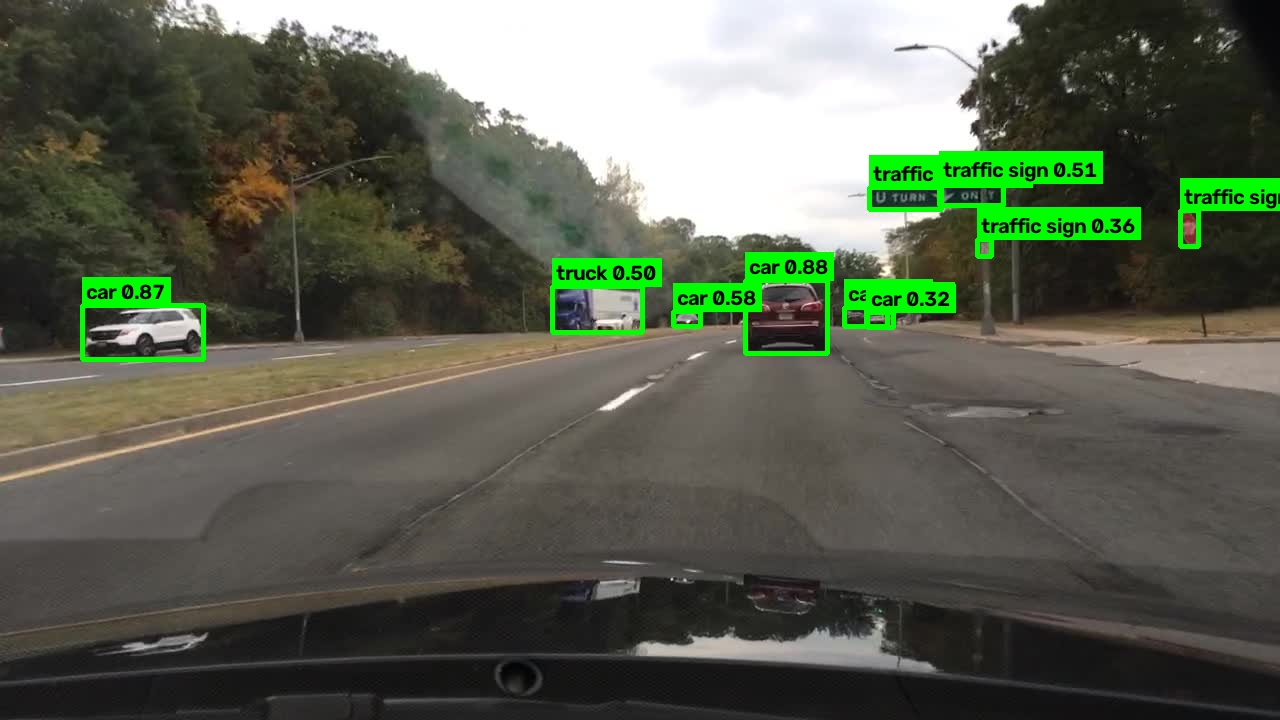 traffic sign 0.51
traffic
traffic sig
U TURN
ONLY
traffic sign 0.36
car 0.88
truck 0.50
car 0.87
car 0.58
ca
car 0.32